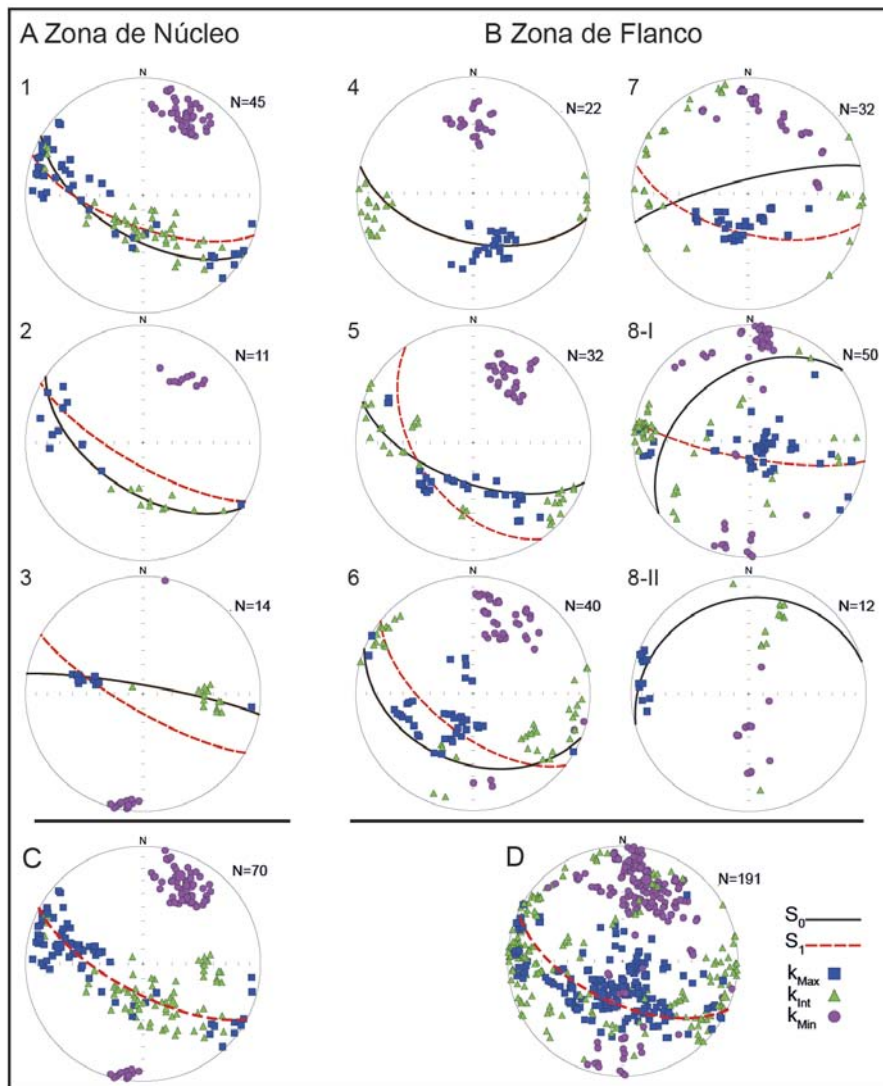 A Zona de Núcleo
B Zona de Flanco
1
N
N=45
4
N
N=22
7
N
N=32
2
N
N=11
5
N
N=32
8-I
N
N=50
3
N
N=14
6
N
N=40
8-II
N
N=12
C
N
N=70
D
N
N=191
S0
S1
kMax
kInt
kMin